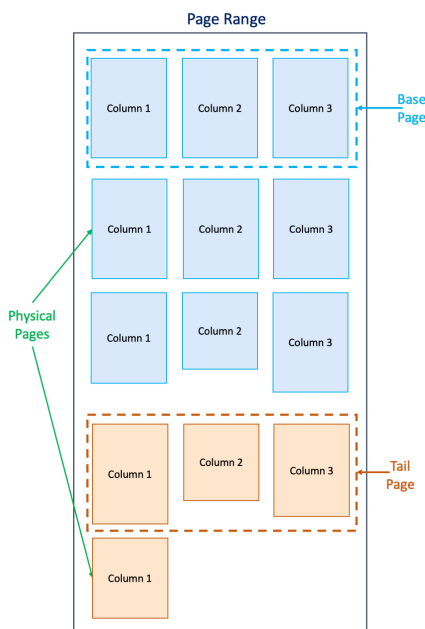 Page Range
Column 1
Column 2
Column 3
Base
Page
Column 1
Column 2
Column 3
Physical
Pages
Column 1
Column 2
Column 3
Column 1
Column 2
Column 3
Tail
Page
Column 1